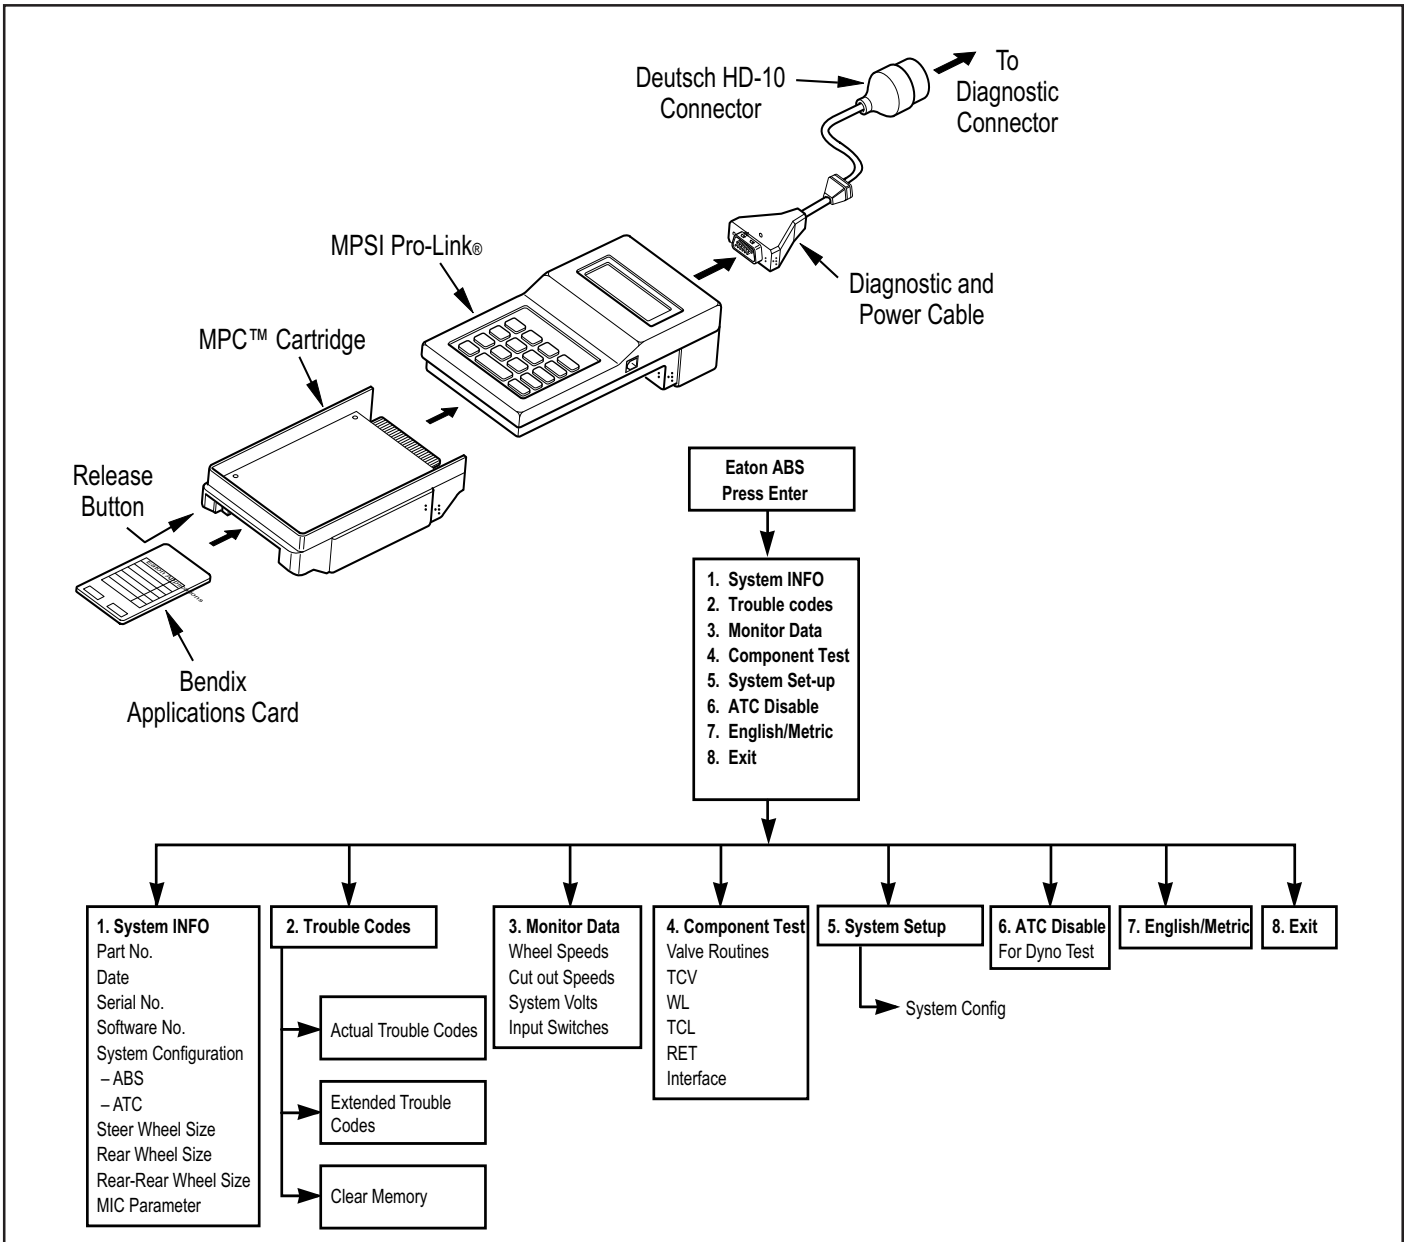 Deutsch HD-10
Connector
To
Diagnostic
Connector
MPSI Pro-Link®
Diagnostic and
Power Cable
MPC™ Cartridge
Release
Button
Bendix
Applications Card
Eaton ABS
Press Enter
1. System INFO
2. Trouble codes
3. Monitor Data
4. Component Test
5. System Set-up
6. ATC Disable
7. English/Metric
8. Exit
1. System INFO
Part No.
Date
Serial No.
Software No.
System Configuration
– ABS
– ATC
Steer Wheel Size
Rear Wheel Size
Rear-Rear Wheel Size
MIC Parameter
2. Trouble Codes
Actual Trouble Codes
Extended Trouble
Codes
Clear Memory
3. Monitor Data
Wheel Speeds
Cut out Speeds
System Volts
Input Switches
4. Component Test
Valve Routines
TCV
WL
TCL
RET
Interface
5. System Setup
System Config
6. ATC Disable
For Dyno Test
7. English/Metric
8. Exit